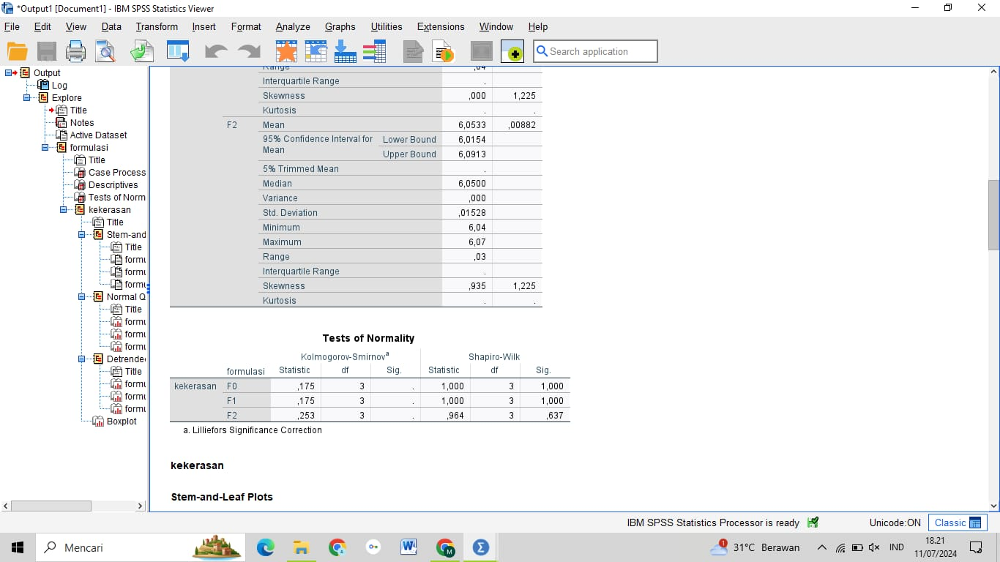 *Output1 [Document1] - IBM SPSS Statistics Viewer
File Edit View Data Transform Insert Format Analyze Graphs Utilities Extensions Window Help
Search application
Output
Log
Explore
Title
Notes
Active Dataset
formulasi
Title
Case Process
Descriptives
Tests of Norm
kekerasan
Title
Stem-and
Title
formu
formu
formu
Normal Q
Title
formu
formu
formu
Detrende
Title
formu
formu
formu
Boxplot
Range ,04
Interquartile Range .
Skewness ,000 1,225
Kurtosis . .
F2 Mean 6,0533 ,00882
95% Confidence Interval for Mean Lower Bound 6,0154
Upper Bound 6,0913
5% Trimmed Mean .
Median 6,0500
Variance ,000
Std. Deviation ,01528
Minimum 6,04
Maximum 6,07
Range ,03
Interquartile Range .
Skewness ,935 1,225
Kurtosis . .
Tests of Normality
Kolmogorov-Smirnovᵃ Shapiro-Wilk
formulasi Statistic df Sig. Statistic df Sig.
kekerasan F0 ,175 3 . 1,000 3 1,000
F1 ,175 3 . 1,000 3 1,000
F2 ,253 3 . ,964 3 ,637
a. Lilliefors Significance Correction
kekerasan
Stem-and-Leaf Plots
IBM SPSS Statistics Processor is ready Unicode:ON Classic
Mencari
1 31°C Berawan IND
18.21
11/07/2024